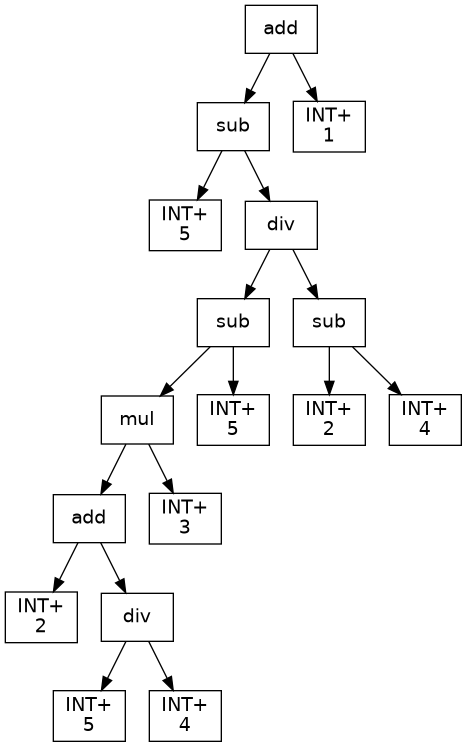 add
sub
INT+
1
INT+
5
div
sub
sub
mul
INT+
5
INT+
2
INT+
4
add
INT+
3
INT+
2
div
INT+
5
INT+
4